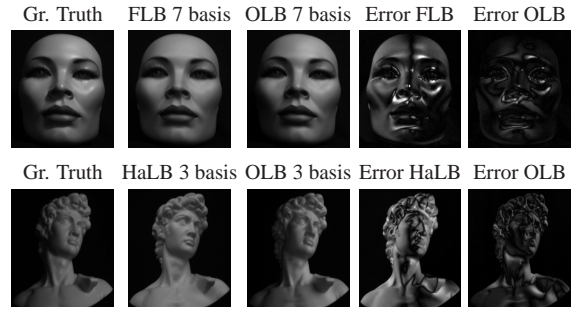 Gr. Truth FLB 7 basis OLB 7 basis Error FLB Error OLB
Gr. Truth HaLB 3 basis OLB 3 basis Error HaLB Error OLB